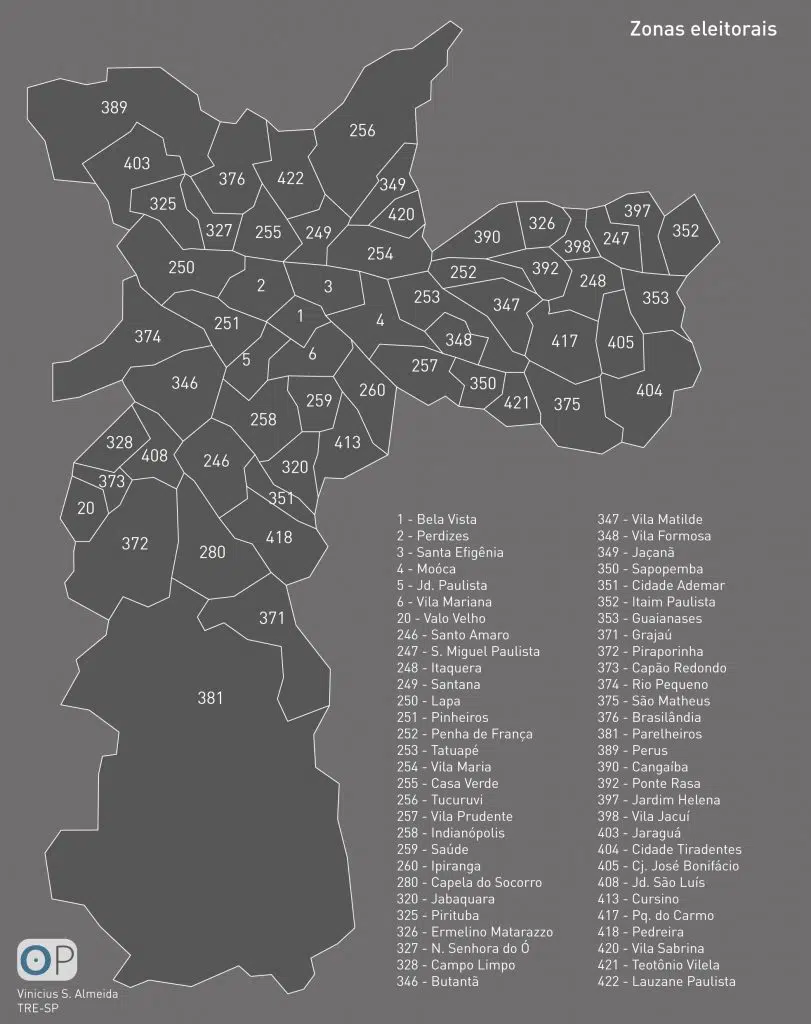 Zonas eleitorais
389
256
403
376
422
349
325
420
397
327
255
249
390
326
398
247
352
254
250
252
392
248
2
3
253
347
353
251
1
4
374
348
417
405
5
6
257
346
260
350
404
259
421
375
258
328
408
246
413
320
373
351
20
372
280
418
371
381
1 - Bela Vista
2 - Perdizes
3 - Santa Efigênia
4 - Moóca
5 - Jd. Paulista
6 - Vila Mariana
20 - Valo Velho
246 - Santo Amaro
247 - S. Miguel Paulista
248 - Itaquera
249 - Santana
250 - Lapa
251 - Pinheiros
252 - Penha de França
253 - Tatuapé
254 - Vila Maria
255 - Casa Verde
256 - Tucuruvi
257 - Vila Prudente
258 - Indianópolis
259 - Saúde
260 - Ipiranga
280 - Capela do Socorro
320 - Jabaquara
325 - Pirituba
326 - Ermelino Matarazzo
327 - N. Senhora do Ó
328 - Campo Limpo
346 - Butantã
347 - Vila Matilde
348 - Vila Formosa
349 - Jaçanã
350 - Sapopemba
351 - Cidade Ademar
352 - Itaim Paulista
353 - Guaianases
371 - Grajaú
372 - Piraporinha
373 - Capão Redondo
374 - Rio Pequeno
375 - São Matheus
376 - Brasilândia
381 - Parelheiros
389 - Perus
390 - Cangaíba
392 - Ponte Rasa
397 - Jardim Helena
398 - Vila Jacuí
403 - Jaraguá
404 - Cidade Tiradentes
405 - Cj. José Bonifácio
408 - Jd. São Luís
413 - Cursino
417 - Pq. do Carmo
418 - Pedreira
420 - Vila Sabrina
421 - Teotônio Vilela
422 - Lauzane Paulista
OP
Vinicius S. Almeida
TRE-SP